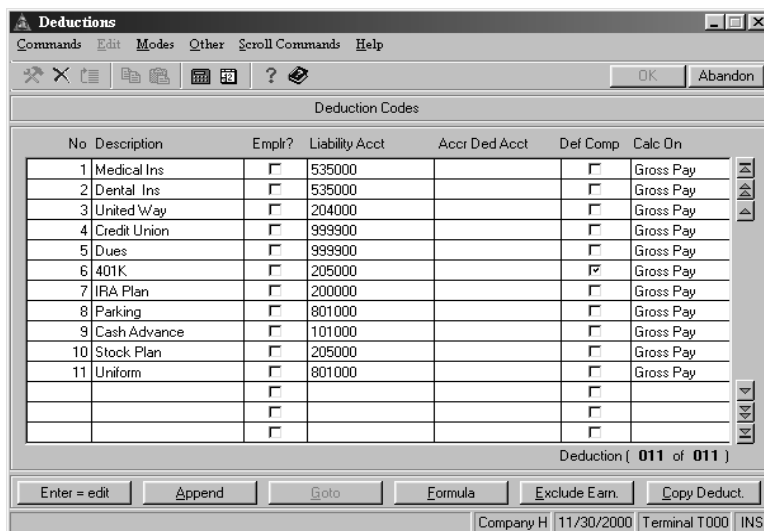 Deductions
Commands Edit Modes Other Scroll Commands Help
OK Abandon
Deduction Codes
No Description Emplr? Liability Acct Accr Ded Acct Def Comp Calc On
1 Medical Ins 535000 Gross Pay
2 Dental Ins 535000 Gross Pay
3 United Way 204000 Gross Pay
4 Credit Union 999900 Gross Pay
5 Dues 999900 Gross Pay
6 401K 205000 Gross Pay
7 IRA Plan 200000 Gross Pay
8 Parking 801000 Gross Pay
9 Cash Advance 101000 Gross Pay
10 Stock Plan 205000 Gross Pay
11 Uniform 801000 Gross Pay
Deduction ( 011 of 011 )
Enter = edit Append Goto Formula Exclude Earn. Copy Deduct.
Company H 11/30/2000 Terminal T000 INS